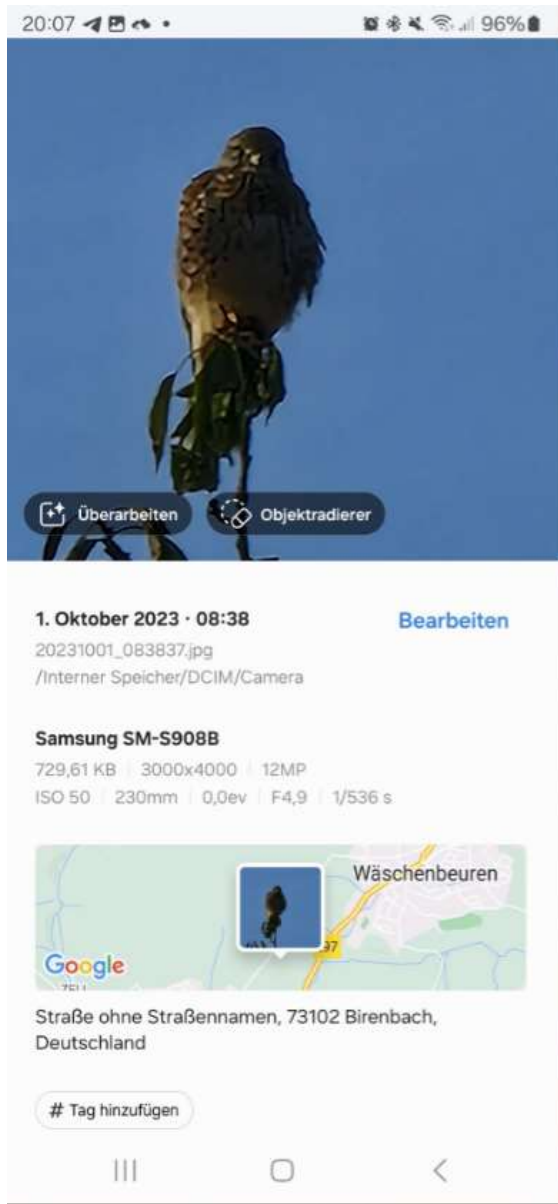 20:07
96%
Überarbeiten
Objektradierer
1. Oktober 2023 · 08:38
Bearbeiten
20231001_083837.jpg
/Interner Speicher/DCIM/Camera
Samsung SM-S908B
729,61 KB | 3000x4000 | 12MP
ISO 50 | 230mm | 0,0ev | F4,9 | 1/536 s
Wäschenbeuren
97
Google
ZELL
Straße ohne Straßennamen, 73102 Birenbach,
Deutschland
# Tag hinzufügen